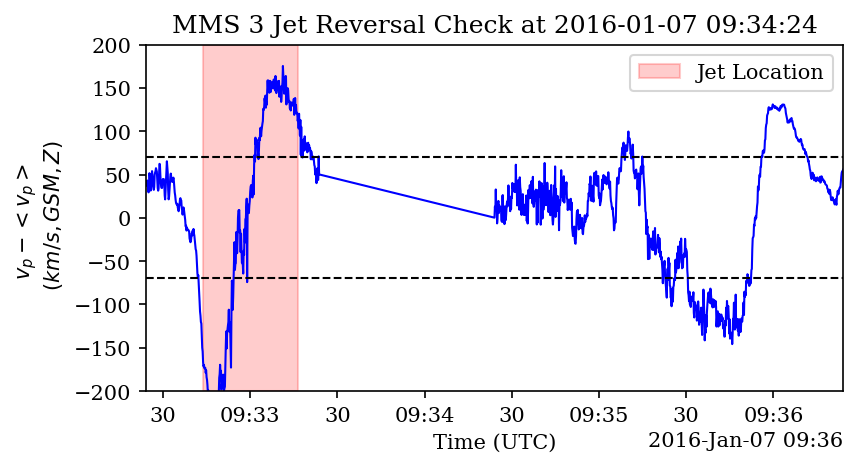 MMS 3 Jet Reversal Check at 2016-01-07 09:34:24
200
150
100
50
0
−50
−100
−150
−200
v_p − < v_p >
(km/s, GSM, Z)
Jet Location
30
09:33
30
09:34
30
09:35
30
09:36
Time (UTC)
2016-Jan-07 09:36